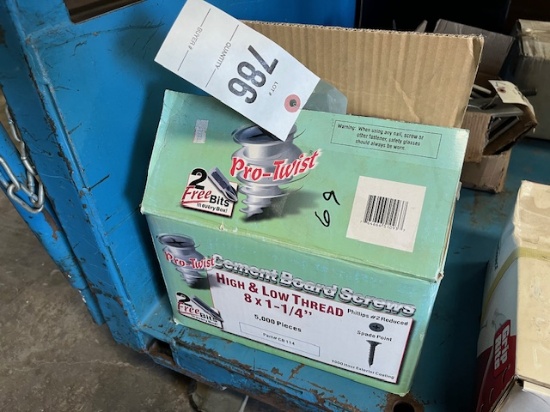 BUYER #
QUANTITY
LOT #
786
Warning: When using any nail, screw or
other fastener, safety glasses
should always be worn.
Pro-Twist
2
Free Bits
in every Box!
69
Pro-Twist
Cement Board Screws
HIGH & LOW THREAD
8 x 1-1/4"
5,000 Pieces
Phillips #2 Reduced
Spade Point
2
Free Bits